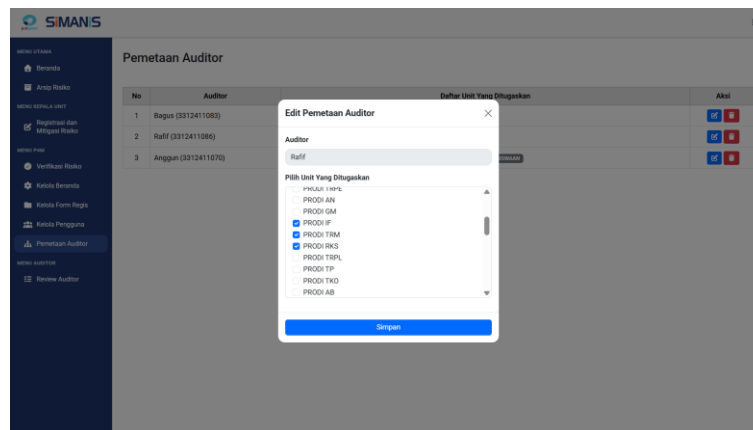 SiMANiS
MENU UTAMA
Beranda
Arsip Risiko
MENU KEPALA UNIT
Registrasi dan
Mitigasi Risiko
MENU P4M
Verifikasi Risiko
Kelola Beranda
Kelola Form Regis
Kelola Pengguna
Pemetaan Auditor
MENU AUDITOR
Review Auditor
Pemetaan Auditor
No Auditor Daftar Unit Yang Ditugaskan Aksi
1 Bagus (3312411083)
2 Rafif (3312411086)
3 Anggun (3312411070)
Edit Pemetaan Auditor
Auditor
Rafif
Pilih Unit Yang Ditugaskan
PRODI TRPE
PRODI AN
PRODI GM
PRODI IF
PRODI TRM
PRODI RKS
PRODI TRPL
PRODI TP
PRODI TKO
PRODI AB
Simpan